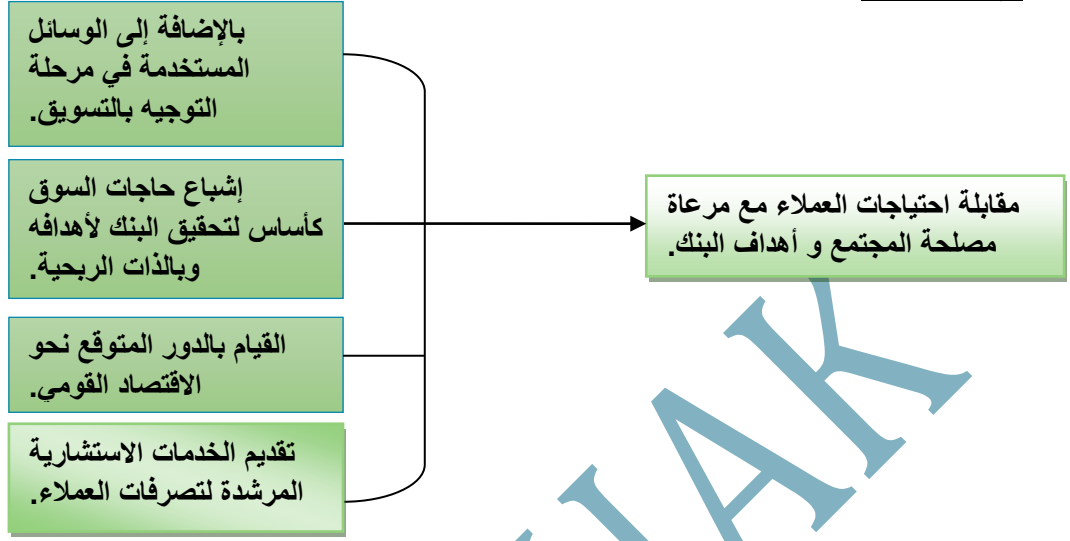 بالإضافة إلى الوسائل
المستخدمة في مرحلة
التوجيه بالتسويق.
إشباع حاجات السوق
كأساس لتحقيق البنك لأهدافه
وبالذات الربحية.
القيام بالدور المتوقع نحو
الاقتصاد القومي.
تقديم الخدمات الاستشارية
المرشدة لتصرفات العملاء.
مقابلة احتياجات العملاء مع مرعاة
مصلحة المجتمع و أهداف البنك.